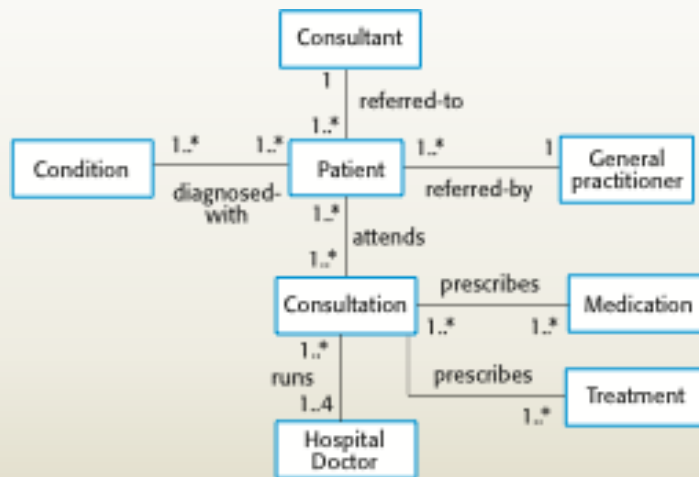 Consultant
1
referred-to
1..*
1..*
1..*
1..*
1
Condition
Patient
General
practitioner
diagnosed-
with
referred-by
1..*
attends
1..*
Consultation
prescribes
Medication
1..*
1..*
1..*
runs
prescribes
Treatment
1..4
1..*
Hospital
Doctor